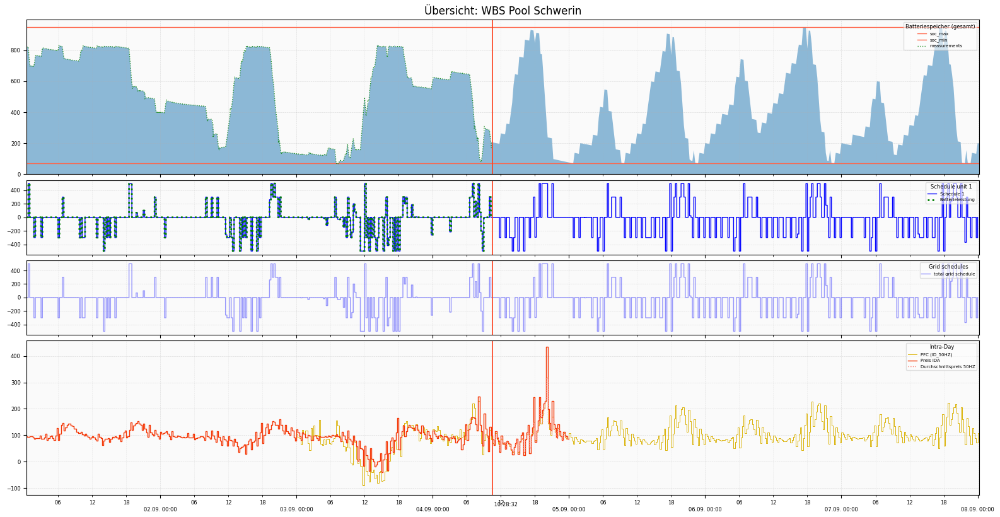 Übersicht: WBS Pool Schwerin
Batteriespeicher (gesamt)
soc_max
soc_min
measurements
800
600
400
200
0
Schedule unit 1
Schedule 1
Batterieleistung
400
200
0
−200
−400
Grid schedules
total grid schedule
400
200
0
−200
−400
Intra-Day
PFC (ID_50HZ)
Preis IDA
Durchschnittspreis 50HZ
400
300
200
100
0
−100
06 12 18 06 12 18 06 12 18 06 12 18 06 12 18 06 12 18 06 12 18
10:28:32
02.09. 00:00 03.09. 00:00 04.09. 00:00 05.09. 00:00 06.09. 00:00 07.09. 00:00 08.09. 00:00